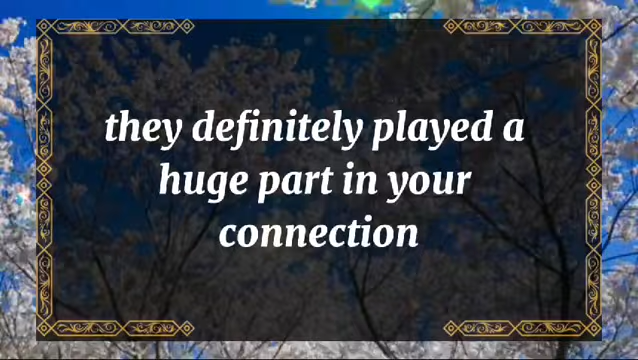 they definitely played a
huge part in your
connection